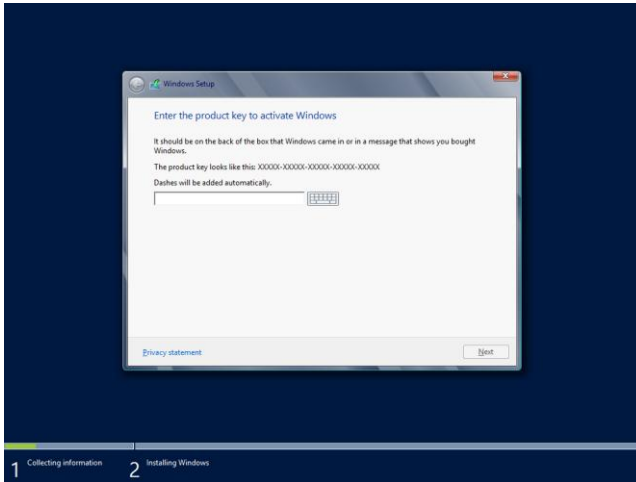 Windows Setup
Enter the product key to activate Windows
It should be on the back of the box that Windows came in or in a message that shows you bought
Windows.
The product key looks like this: XXXXX-XXXXX-XXXXX-XXXXX-XXXXX
Dashes will be added automatically.
Privacy statement
Next
1 Collecting information
2 Installing Windows